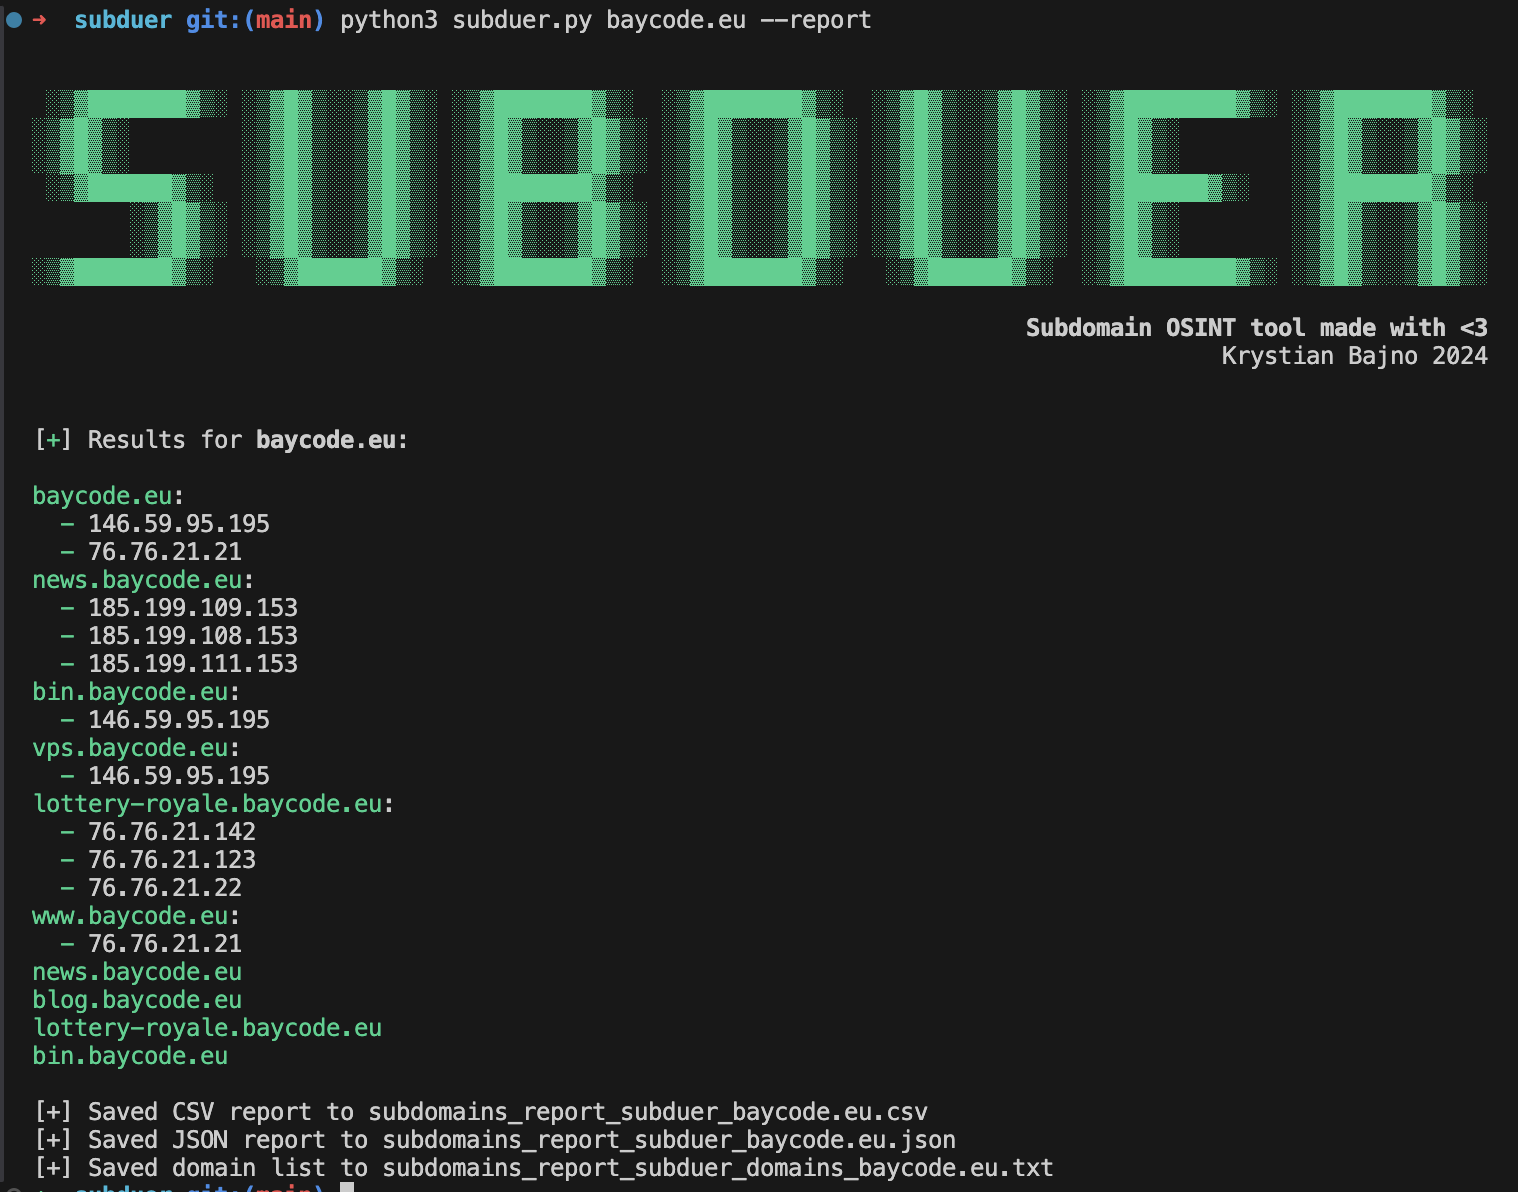 ➜ subduer git:(main) python3 subduer.py baycode.eu --report
SUBDUER
Subdomain OSINT tool made with <3
Krystian Bajno 2024
[+] Results for baycode.eu:
baycode.eu:
- 146.59.95.195
- 76.76.21.21
news.baycode.eu:
- 185.199.109.153
- 185.199.108.153
- 185.199.111.153
bin.baycode.eu:
- 146.59.95.195
vps.baycode.eu:
- 146.59.95.195
lottery-royale.baycode.eu:
- 76.76.21.142
- 76.76.21.123
- 76.76.21.22
www.baycode.eu:
- 76.76.21.21
news.baycode.eu
blog.baycode.eu
lottery-royale.baycode.eu
bin.baycode.eu
[+] Saved CSV report to subdomains_report_subduer_baycode.eu.csv
[+] Saved JSON report to subdomains_report_subduer_baycode.eu.json
[+] Saved domain list to subdomains_report_subduer_domains_baycode.eu.txt
subduer git:(main)